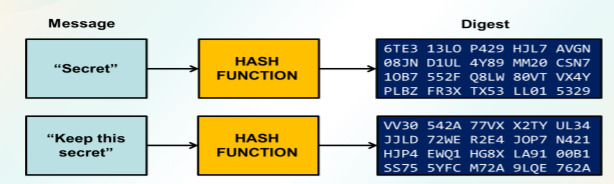 Message
Digest
“Secret”
HASH
FUNCTION
6TE3 13LO P429 HJL7 AVGN
08JN D1UL 4Y89 MM20 CSN7
1OB7 552F Q8LW 80VT VX4Y
PLBZ FR3X TX53 LL01 5329
“Keep this
secret”
HASH
FUNCTION
VV30 542A 77VX X2TY UL34
JJLD 72WE R2E4 JOP7 N421
HJP4 EWQ1 HG8X LA91 00B1
SS75 5YFC M72A 9LQE 762A